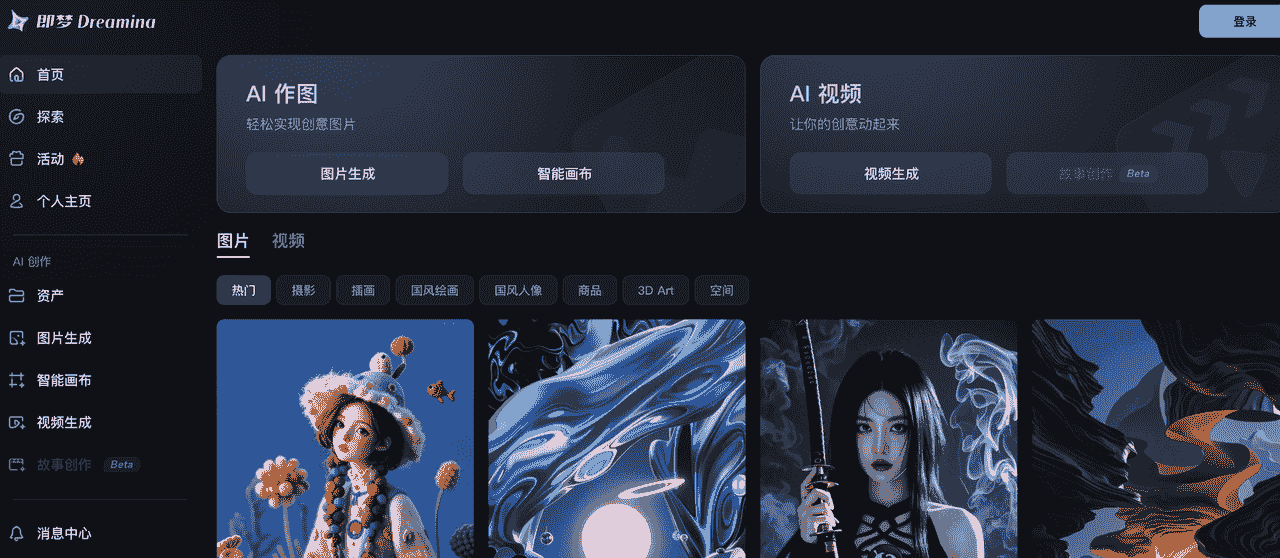 即梦 Dreamina
登录
首页
探索
活动
个人主页
AI 创作
资产
图片生成
智能画布
视频生成
故事创作 Beta
消息中心
AI 作图
轻松实现创意图片
图片生成
智能画布
AI 视频
让你的创意动起来
视频生成
故事创作 Beta
图片
视频
热门
摄影
插画
国风绘画
国风人像
商品
3D Art
空间